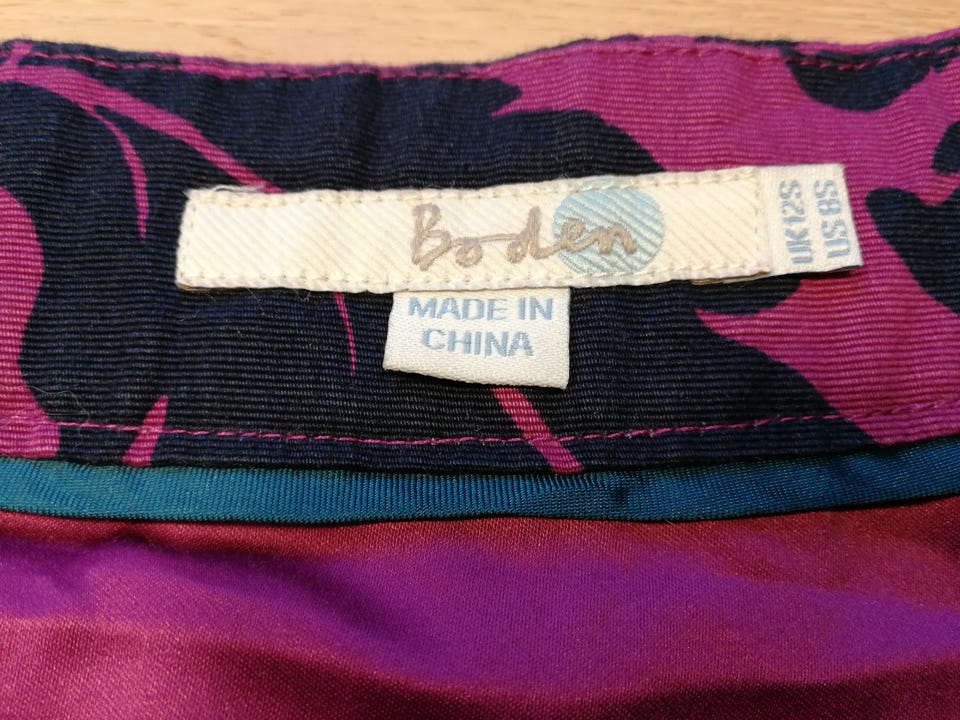 Boden
UK12S
US8S
MADE IN
CHINA